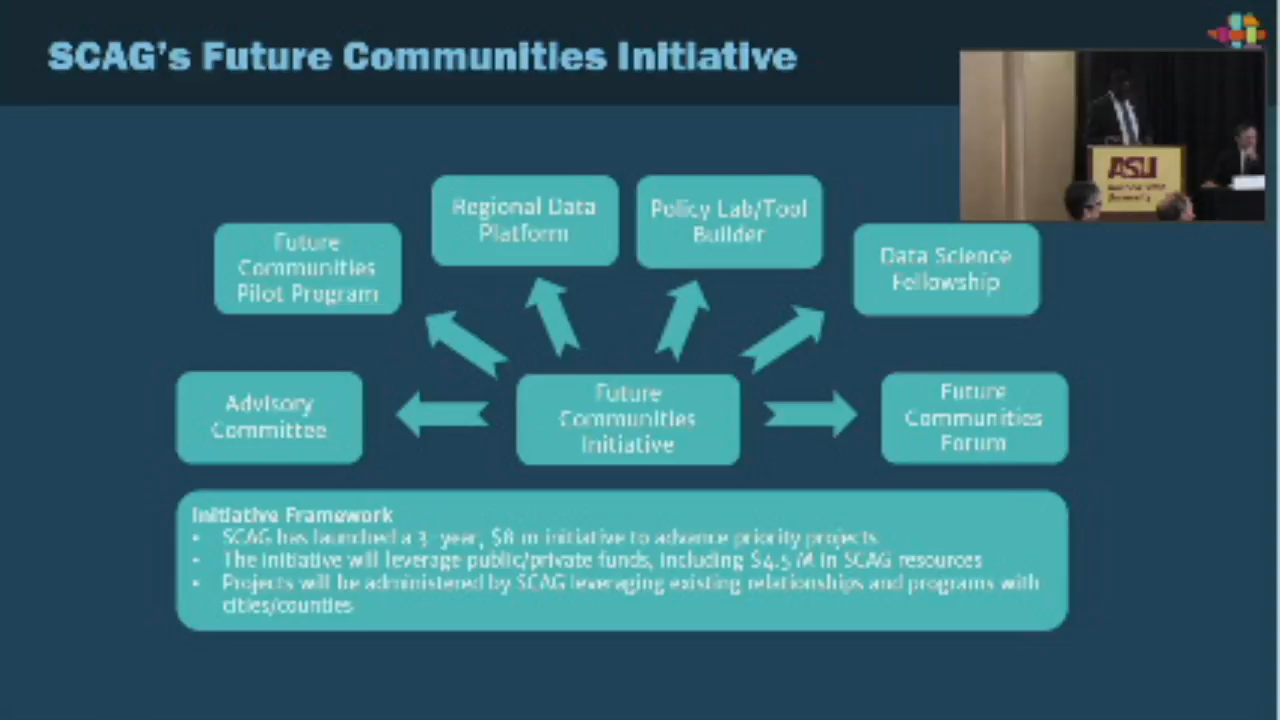 SCAG's Future Communities Initiative
ASU
Regional Data
Platform
Policy Lab/Tool
Builder
Future
Communities
Pilot Program
Data Science
Fellowship
Advisory
Committee
Future
Communities
Initiative
Future
Communities
Forum
Initiative Framework
• SCAG has launched a 3-year, $8 m initiative to advance priority projects
• The initiative will leverage public/private funds, including $4.5 M in SCAG resources
• Projects will be administered by SCAG leveraging existing relationships and programs with
cities/counties